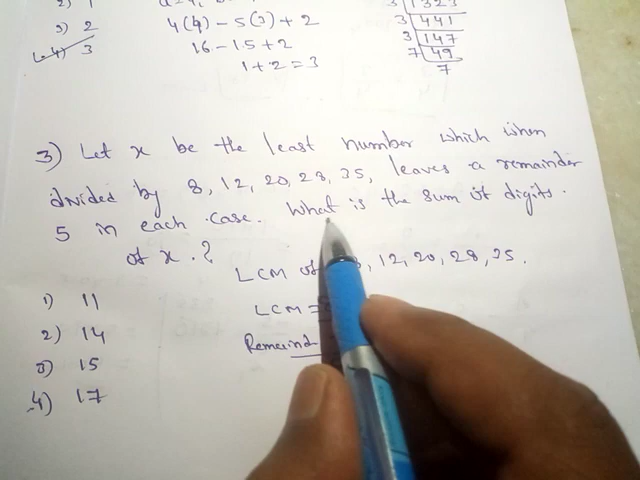 3) 2
4(4) - 5(3) + 2
3 441
4) 3
16 - 15 + 2
3 147
1 + 2 = 3
7 49
7
3) Let x be the least number which when
divided by 8, 12, 20, 28, 35, leaves a remainder
5 in each case. What is the sum of digits.
of x.?
LCM of , 12, 20, 28, 35.
1) 11
LCM =
2) 14
Remaind
3) 15
4) 17